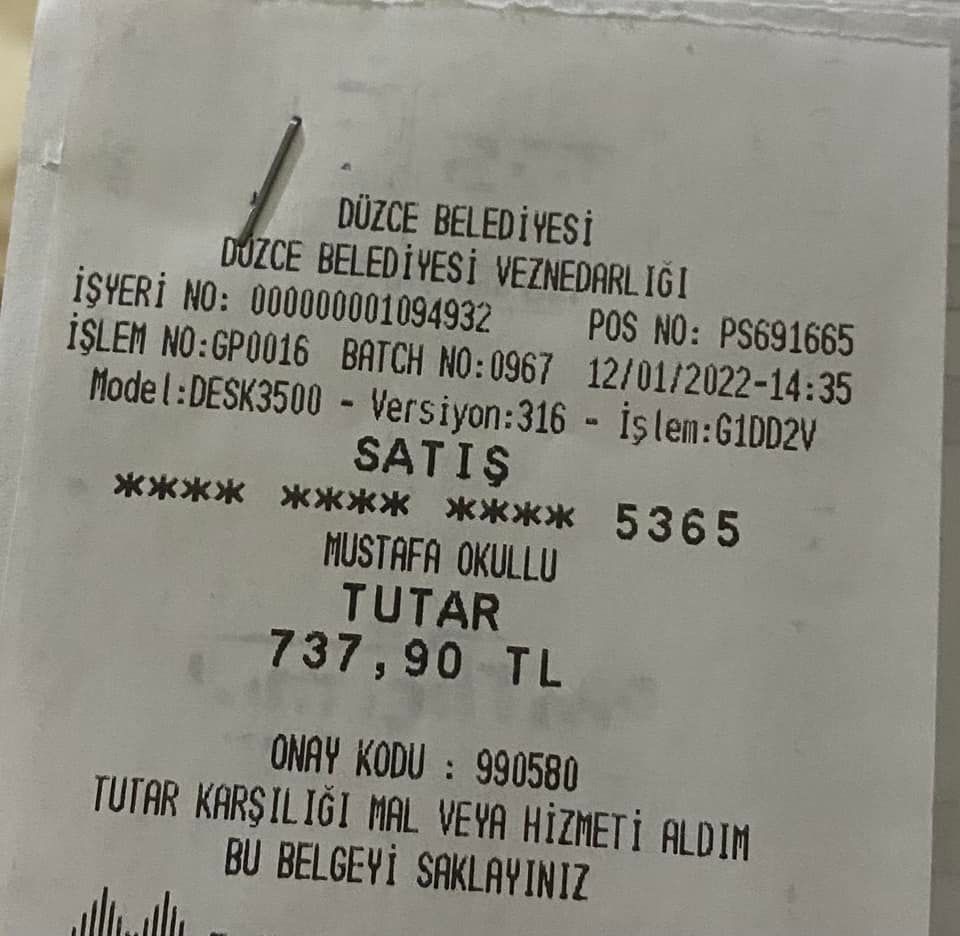 DÜZCE BELEDİYESİ
DÜZCE BELEDİYESİ VEZNEDARLIĞI
İŞYERİ NO: 000000001094932 POS NO: PS691665
İŞLEM NO:GP0016 BATCH NO:0967 12/01/2022-14:35
Model:DESK3500 - Versiyon:316 - İşlem:G1DD2V
SATIŞ
**** **** **** 5365
MUSTAFA OKULLU
TUTAR
737,90 TL
ONAY KODU : 990580
TUTAR KARŞILIĞI MAL VEYA HİZMETİ ALDIM
BU BELGEYİ SAKLAYINIZ